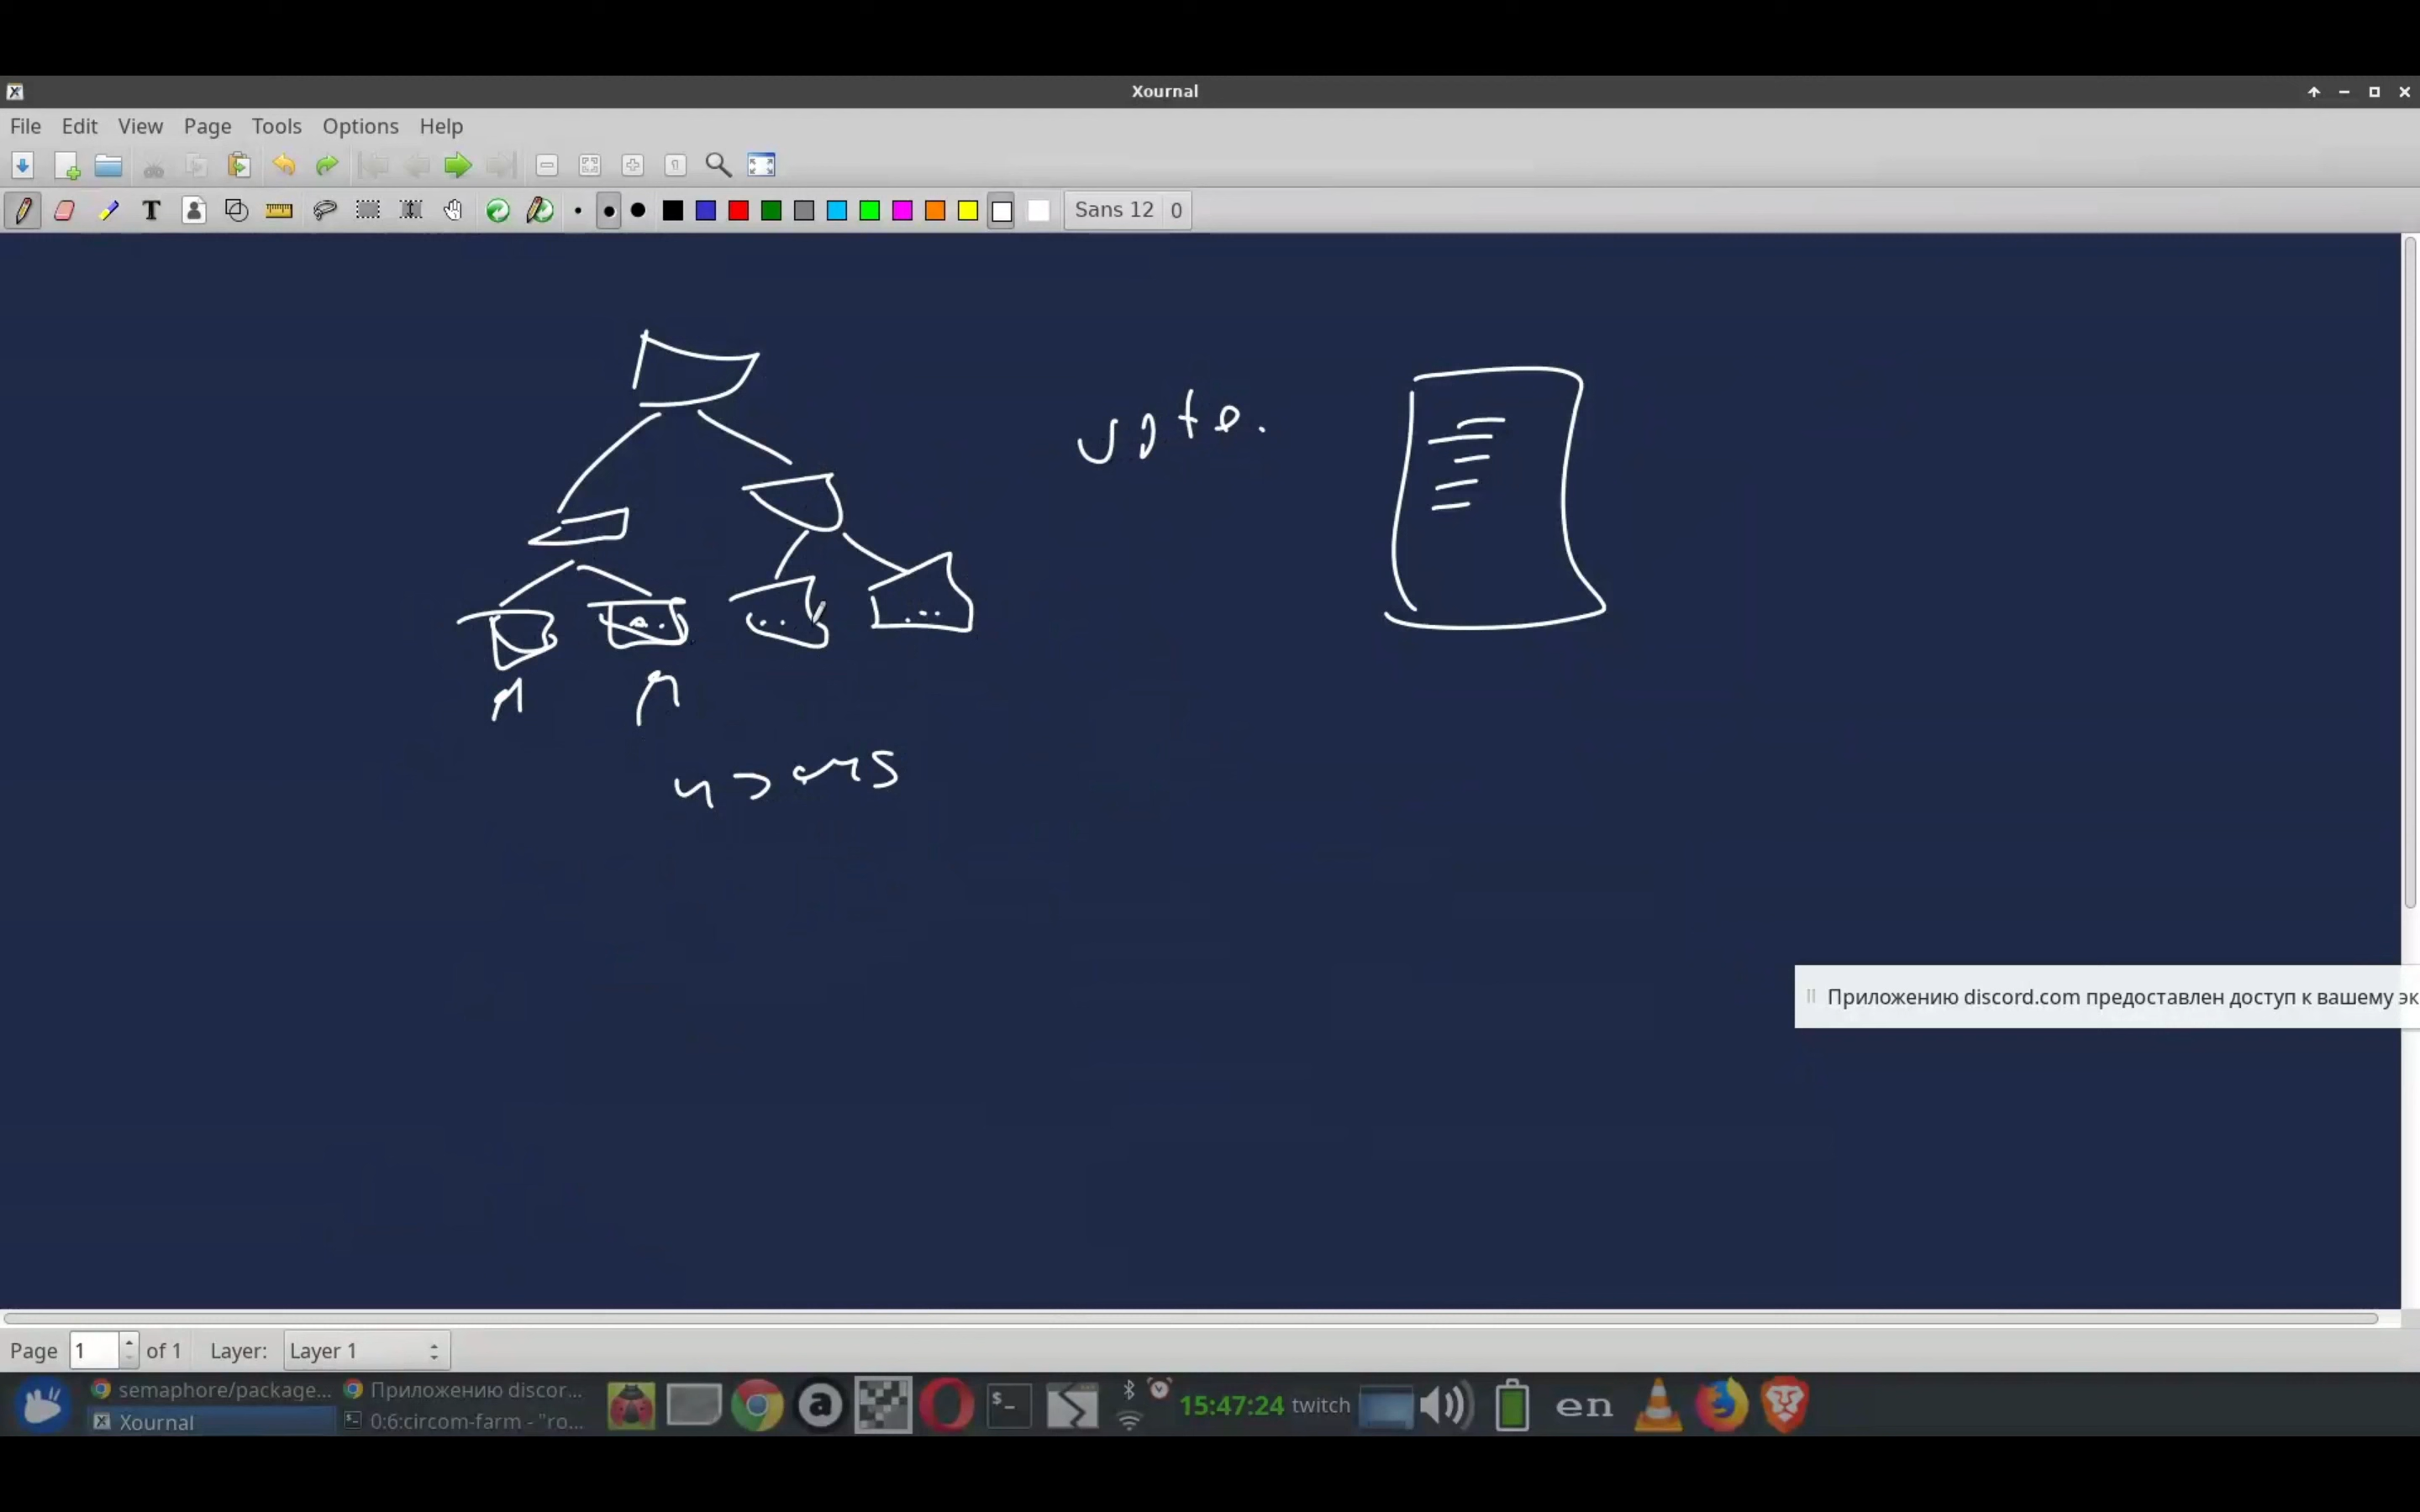 Xournal
File Edit View Page Tools Options Help
Sans 12 0
vote.
users
Приложению discord.com предоставлен доступ к вашему эк
Page 1 of 1 Layer: Layer 1
semaphore/package... Приложению discor...
Xournal 0:6:circom-farm - "ro...
15:47:24 twitch en